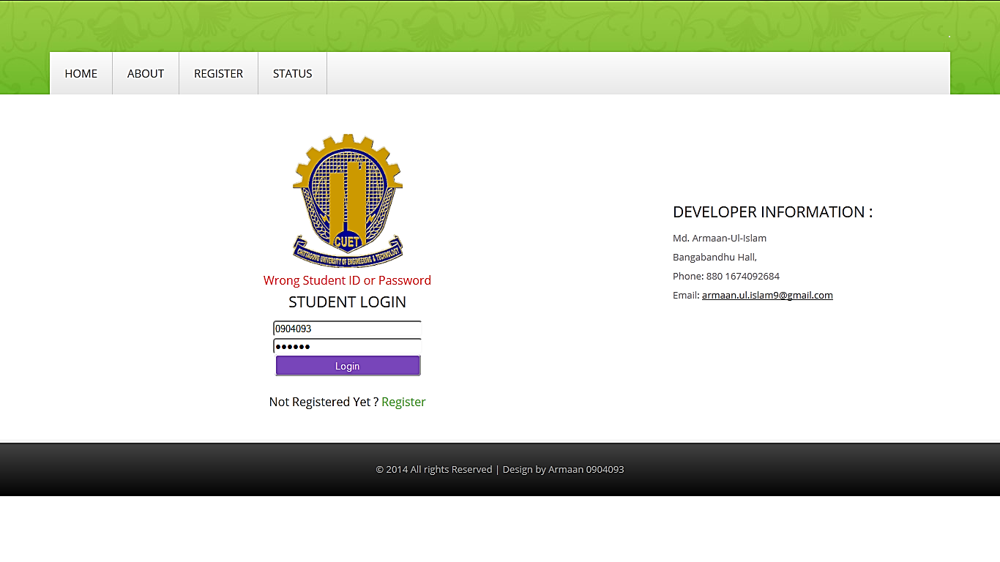 HOME
ABOUT
REGISTER
STATUS
CUET
CHITTAGONG UNIVERSITY OF ENGINEERING & TECHNOLOGY
Wrong Student ID or Password
STUDENT LOGIN
0904093
••••••
Login
Not Registered Yet ? Register
DEVELOPER INFORMATION :
Md. Armaan-Ul-Islam
Bangabandhu Hall,
Phone: 880 1674092684
Email: armaan.ul.islam9@gmail.com
© 2014 All rights Reserved | Design by Armaan 0904093